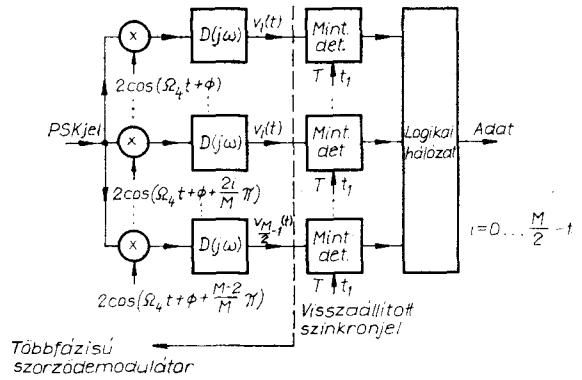 D(jω) v₁(t) Mint. det.
T t₁
2cos(Ω₄t+ϕ)
PSKjel D(jω) vᵢ(t) Mint. det. Logikai hálózat Adat
T t₁
2cos(Ω₄t+ϕ+2i/M π)
D(jω) v_{M/2-1}(t) Mint. det.
ı=0...M/2-1
T t₁
2cos(Ω₄t+ϕ+M-2/M π)
Visszaállított
szinkronjel
Többfázisú
szorződemodulátor